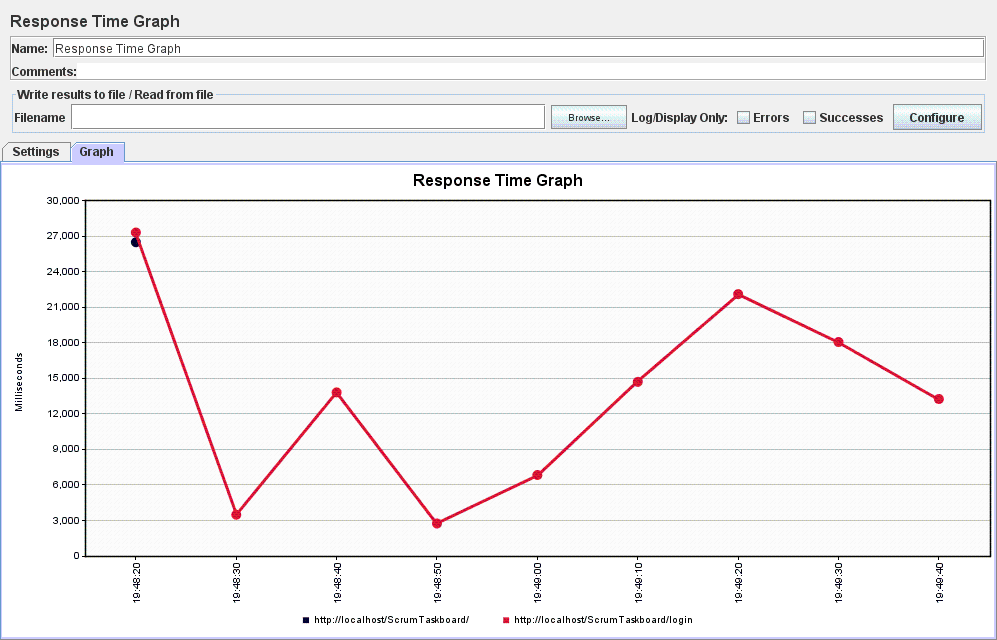 Response Time Graph
Name: Response Time Graph
Comments:
Write results to file / Read from file
Filename Browse... Log/Display Only: Errors Successes Configure
Settings Graph
Response Time Graph
30,000
27,000
24,000
21,000
18,000
15,000
12,000
9,000
6,000
3,000
0
Milliseconds
19:48:20 19:48:30 19:48:40 19:48:50 19:49:00 19:49:10 19:49:20 19:49:30 19:49:40
http://localhost/ScrumTaskboard/ http://localhost/ScrumTaskboard/login